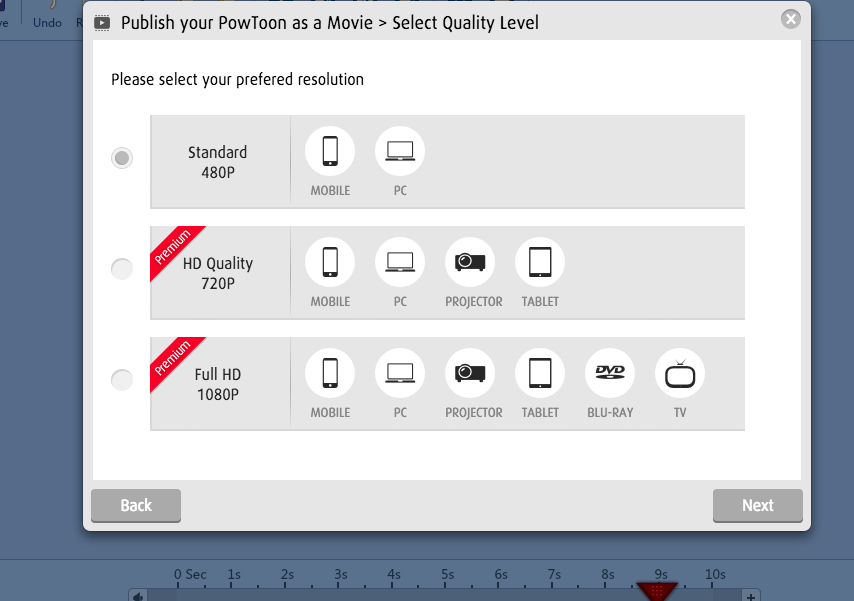 Publish your PowToon as a Movie > Select Quality Level
Undo
Please select your prefered resolution
Standard
480P
MOBILE
PC
Premium
HD Quality
720P
MOBILE
PC
PROJECTOR
TABLET
Premium
Full HD
1080P
MOBILE
PC
PROJECTOR
TABLET
DVD
BLU-RAY
TV
Back
Next
0 Sec 1s 2s 3s 4s 5s 6s 7s 8s 9s 10s